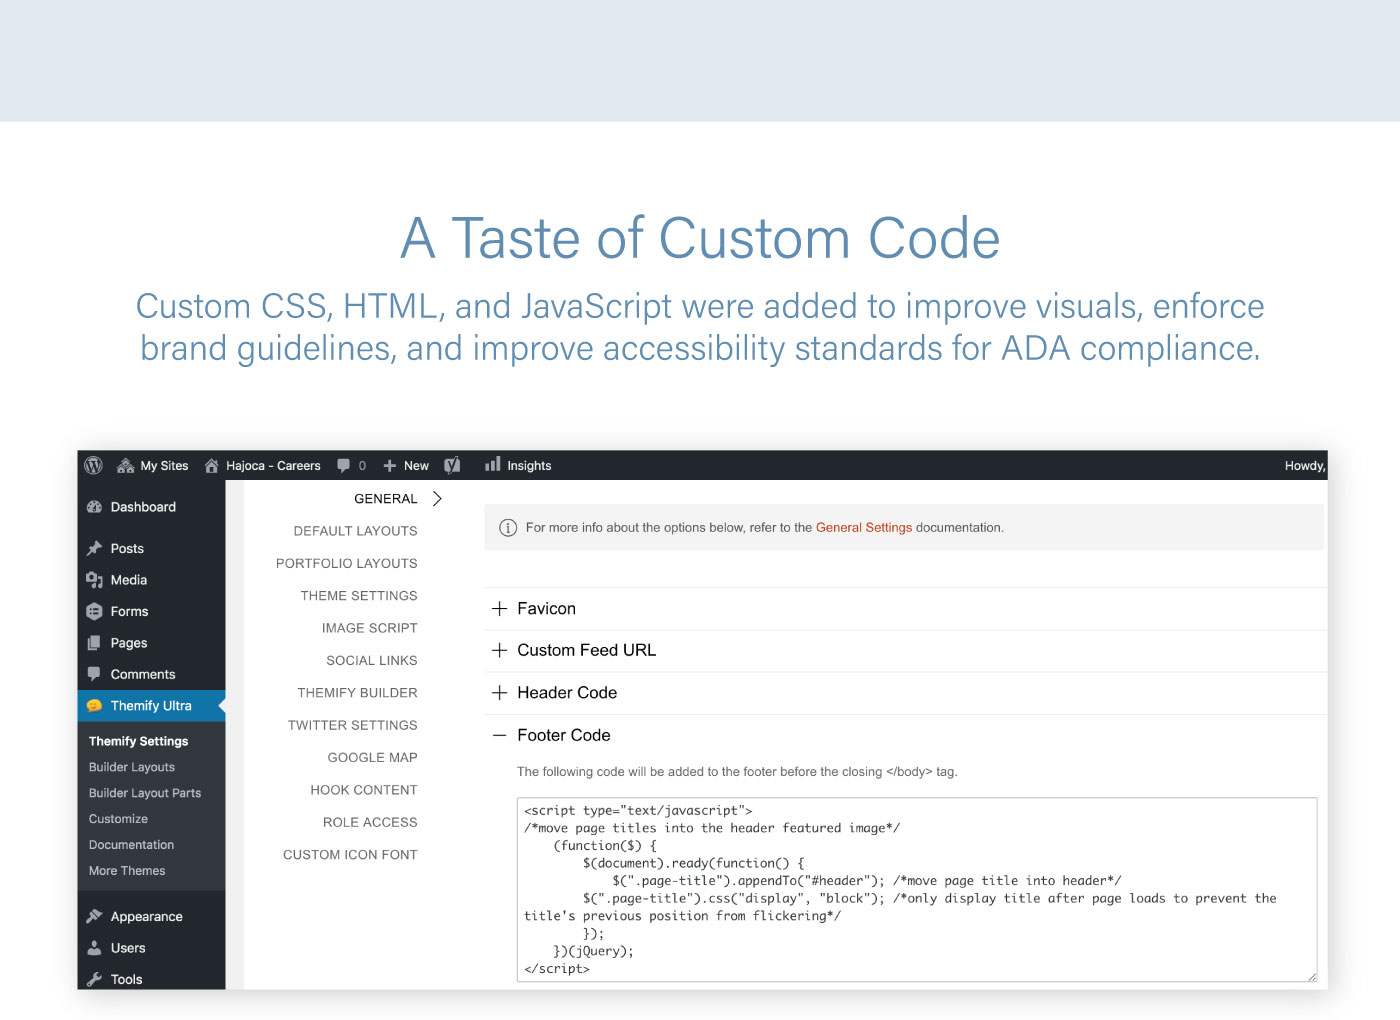 A Taste of Custom Code
Custom CSS, HTML, and JavaScript were added to improve visuals, enforce
brand guidelines, and improve accessibility standards for ADA compliance.
My Sites Hajoca - Careers 0 New Insights Howdy,
Dashboard
Posts
Media
Forms
Pages
Comments
Themify Ultra
Themify Settings
Builder Layouts
Builder Layout Parts
Customize
Documentation
More Themes
Appearance
Users
Tools
GENERAL
DEFAULT LAYOUTS
PORTFOLIO LAYOUTS
THEME SETTINGS
IMAGE SCRIPT
SOCIAL LINKS
THEMIFY BUILDER
TWITTER SETTINGS
GOOGLE MAP
HOOK CONTENT
ROLE ACCESS
CUSTOM ICON FONT
For more info about the options below, refer to the General Settings documentation.
Favicon
Custom Feed URL
Header Code
Footer Code
The following code will be added to the footer before the closing </body> tag.
<script type="text/javascript">
/*move page titles into the header featured image*/
(function($) {
$(document).ready(function() {
$(".page-title").appendTo("#header"); /*move page title into header*/
$(".page-title").css("display", "block"); /*only display title after page loads to prevent the
title's previous position from flickering*/
});
})(jQuery);
</script>